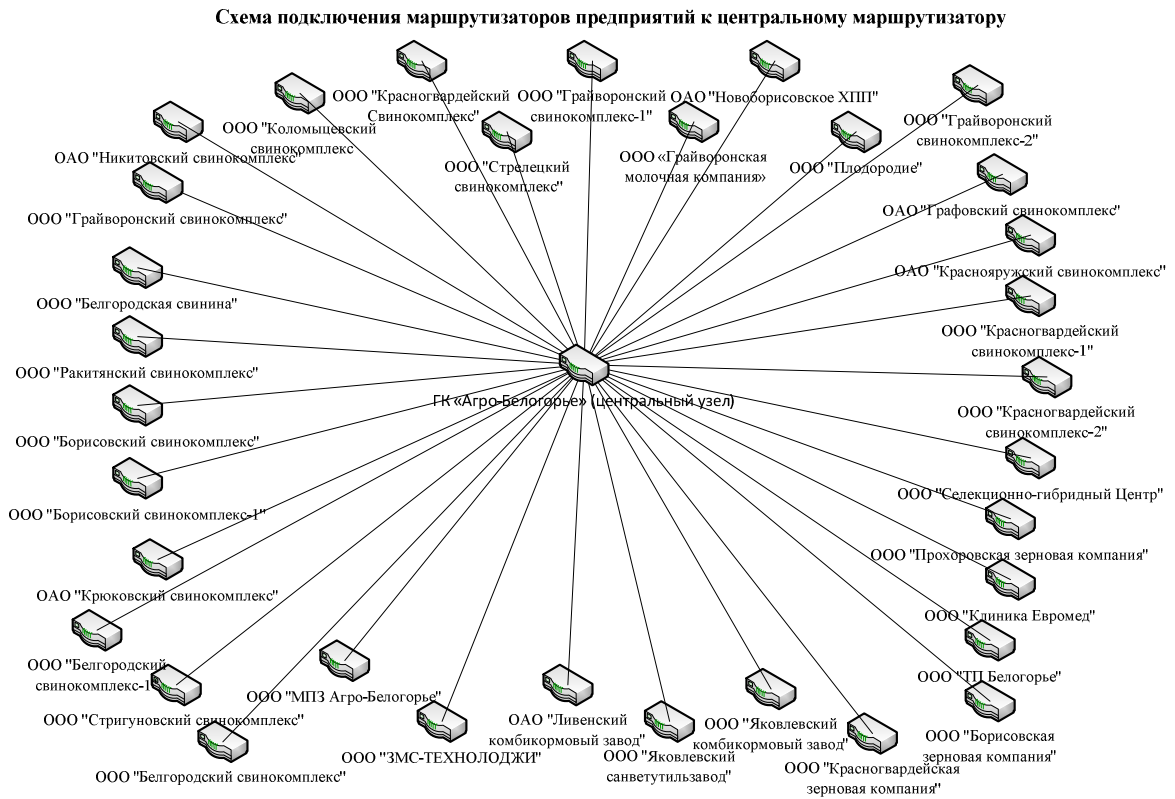 Схема подключения маршрутизаторов предприятий к центральному маршрутизатору
ООО "Красногвардейский
Свинокомплекс"
ООО "Грайворонский
свинокомплекс-1"
ОАО "Новоборисовское ХПП"
ООО "Грайворонский
свинокомплекс-2"
ООО "Коломыцевский
свинокомплекс
ОАО "Никитовский свинокомплекс"
ООО "Стрелецкий
свинокомплекс"
ООО «Грайворонская
молочная компания»
ООО "Плодородие"
ООО "Грайворонский свинокомплекс"
ОАО "Графовский свинокомплекс"
ОАО "Краснояружский свинокомплекс"
ООО "Белгородская свинина"
ООО "Красногвардейский
свинокомплекс-1"
ООО "Ракитянский свинокомплекс"
ГК «Агро-Белогорье» (центральный узел)
ООО "Красногвардейский
свинокомплекс-2"
ООО "Борисовский свинокомплекс"
ООО "Селекционно-гибридный Центр"
ООО "Борисовский свинокомплекс-1"
ООО "Прохоровская зерновая компания"
ОАО "Крюковский свинокомплекс"
ООО "Клиника Евромед"
ООО "Белгородский
свинокомплекс-1
ООО "ТП Белогорье"
ООО "МПЗ Агро-Белогорье"
ООО "Стригуновский свинокомплекс"
ОАО "Ливенский
комбикормовый завод"
ООО "Яковлевский
комбикормовый завод"
ООО "Борисовская
зерновая компания"
ООО "Белгородский свинокомплекс"
ООО "ЗМС-ТЕХНОЛОДЖИ"
ООО "Яковлевский
санветутильзавод"
ООО "Красногвардейская
зерновая компания"